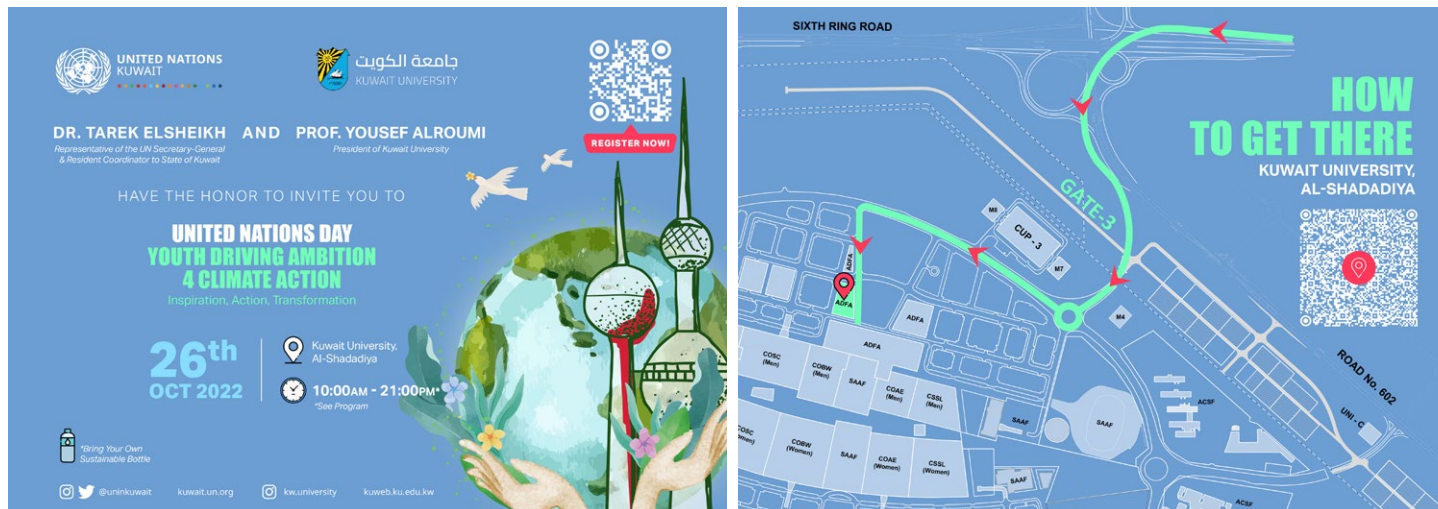 UNITED NATIONS
KUWAIT
جامعة الكويت
KUWAIT UNIVERSITY
REGISTER NOW!
DR. TAREK ELSHEIKH AND PROF. YOUSEF ALROUMI
Representative of the UN Secretary-General
& Resident Coordinator to State of Kuwait
President of Kuwait University
HAVE THE HONOR TO INVITE YOU TO
UNITED NATIONS DAY
YOUTH DRIVING AMBITION
4 CLIMATE ACTION
Inspiration, Action, Transformation
26th
OCT 2022
Kuwait University,
Al-Shadadiya
10:00AM - 21:00PM*
*See Program
*Bring Your Own
Sustainable Bottle
@uninkuwait
kuwait.un.org
kw.university
kuweb.ku.edu.kw
SIXTH RING ROAD
HOW
TO GET THERE
KUWAIT UNIVERSITY,
AL-SHADADIYA
GATE-3
M8
CUP - 3
M7
M4
ADFA
ADFA
ADFA
ADFA
COSC
(Men)
COBW
(Men)
SAAF
COAE
(Men)
CSSL
(Men)
COSC
COBW
(Women)
SAAF
COAE
(Women)
CSSL
(Women)
SAAF
SAAF
SAAF
ACSF
ACSF
ROAD No. 602
UNI - C